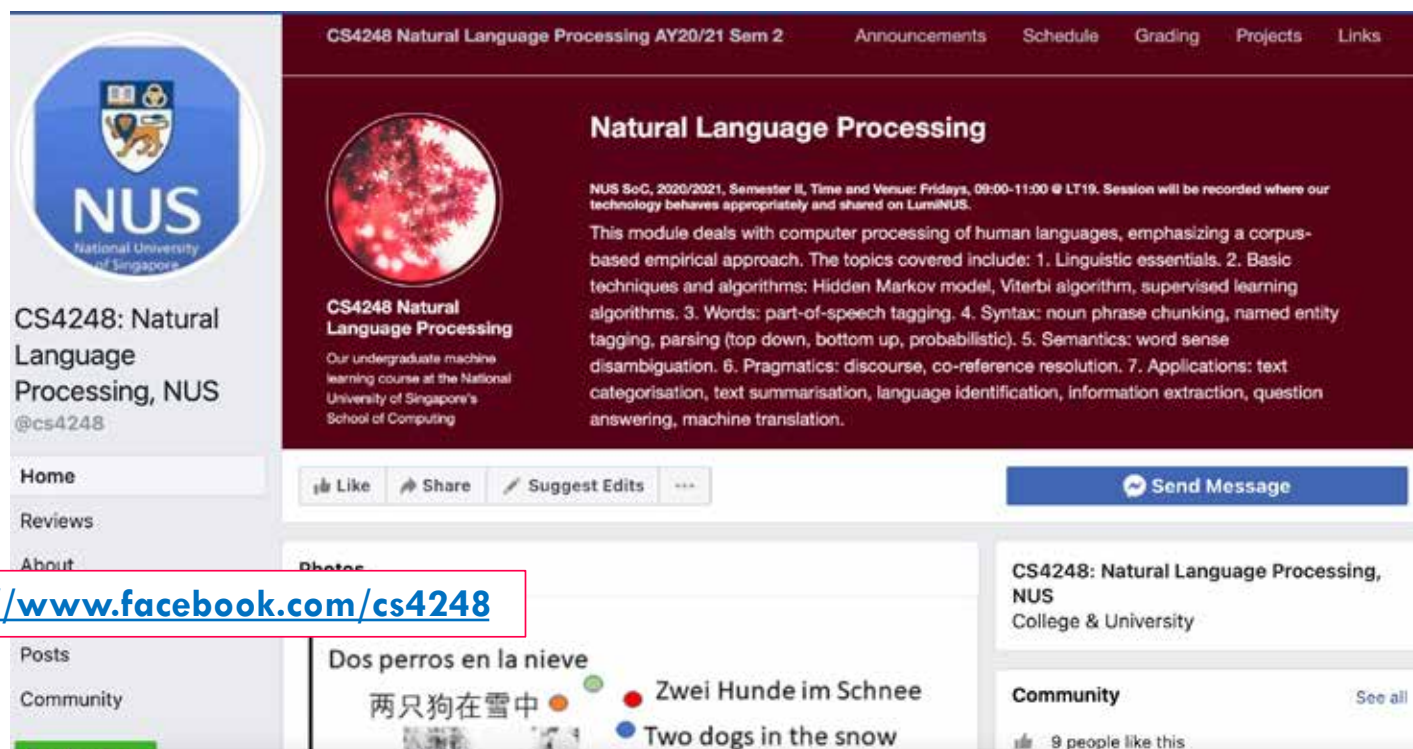 NUS
National University
of Singapore
CS4248: Natural
Language
Processing, NUS
@cs4248
Home
Reviews
About
/www.facebook.com/cs4248
Posts
Community
CS4248 Natural Language Processing AY20/21 Sem 2 Announcements Schedule Grading Projects Links
CS4248 Natural
Language Processing
Our undergraduate machine
learning course at the National
University of Singapore's
School of Computing
Natural Language Processing
NUS SoC, 2020/2021, Semester II, Time and Venue: Fridays, 09:00-11:00 @ LT19. Session will be recorded where our
technology behaves appropriately and shared on LumiNUS.
This module deals with computer processing of human languages, emphasizing a corpus-
based empirical approach. The topics covered include: 1. Linguistic essentials. 2. Basic
techniques and algorithms: Hidden Markov model, Viterbi algorithm, supervised learning
algorithms. 3. Words: part-of-speech tagging. 4. Syntax: noun phrase chunking, named entity
tagging, parsing (top down, bottom up, probabilistic). 5. Semantics: word sense
disambiguation. 6. Pragmatics: discourse, co-reference resolution. 7. Applications: text
categorisation, text summarisation, language identification, information extraction, question
answering, machine translation.
Like Share Suggest Edits ... Send Message
Photos
Dos perros en la nieve
两只狗在雪中
Zwei Hunde im Schnee
Two dogs in the snow
CS4248: Natural Language Processing,
NUS
College & University
Community See all
9 people like this